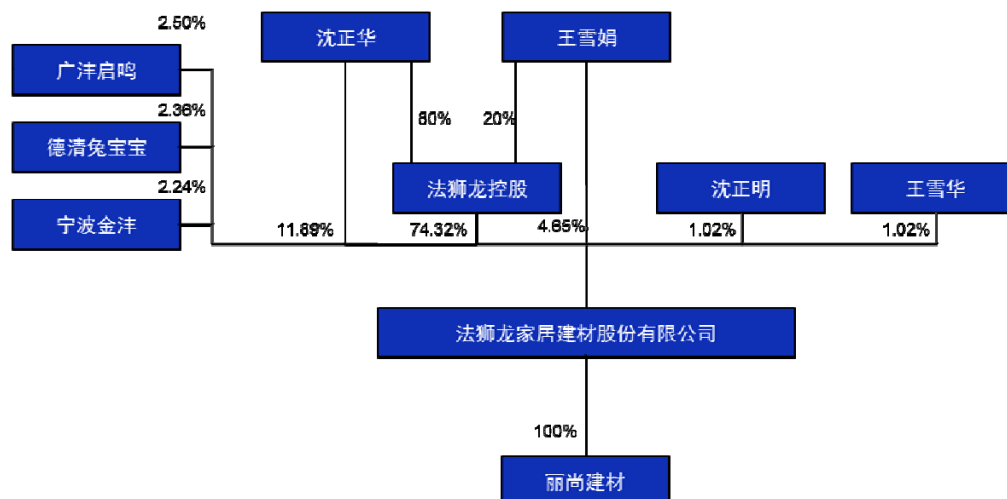 2.50%
沈正华
王雪娟
广沣启鸣
2.36%
80%
20%
德清兔宝宝
2.24%
法狮龙控股
沈正明
王雪华
宁波金沣
11.89%
74.32%
4.65%
1.02%
1.02%
法狮龙家居建材股份有限公司
100%
丽尚建材